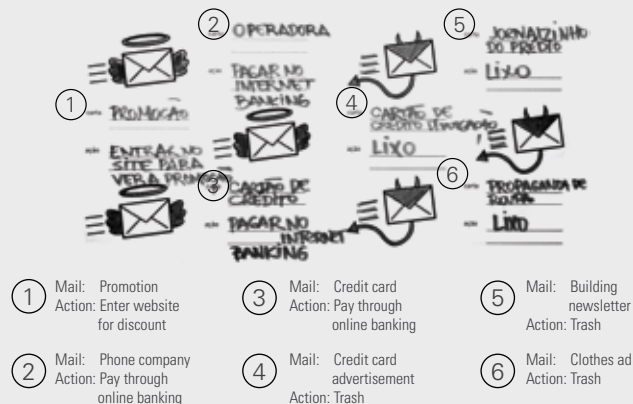 2
OPERADORA
PAGAR NO
INTERNET
BANKING
5
JORNALZINHO
DO PRÉDIO
LIXO
1
PROMOÇÃO
ENTRAR NO
SITE PARA
VER A
3
CARTÃO DE
CRÉDITO
PAGAR NO
INTERNET
BANKING
4
CARTÃO DE
CRÉDITO
LIXO
6
PROPAGANDA DE
ROUPA
LIXO
1
Mail: Promotion
Action: Enter website
for discount
2
Mail: Phone company
Action: Pay through
online banking
3
Mail: Credit card
Action: Pay through
online banking
4
Mail: Credit card
advertisement
Action: Trash
5
Mail: Building
newsletter
Action: Trash
6
Mail: Clothes ad
Action: Trash